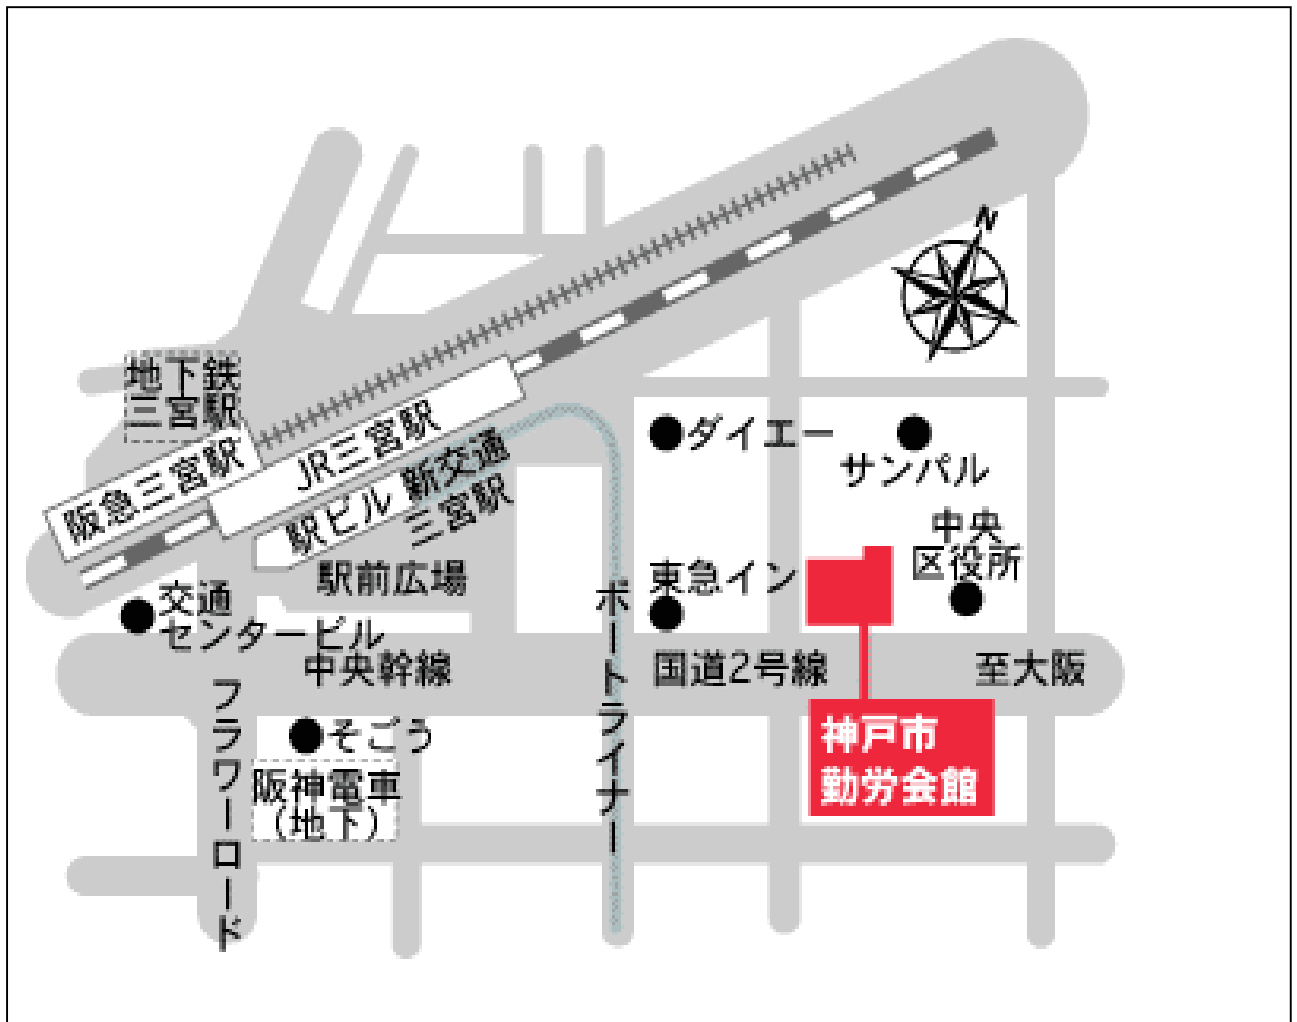 N
地下鉄
三宮駅
阪急三宮駅
JR三宮駅
駅ビル
新交通
三宮駅
駅前広場
ダイエー
サンパル
中央
区役所
東急イン
交通
センタービル
中央幹線
国道2号線
至大阪
フラワーロード
ポートライナー
そごう
阪神電車
（地下）
神戸市
勤労会館